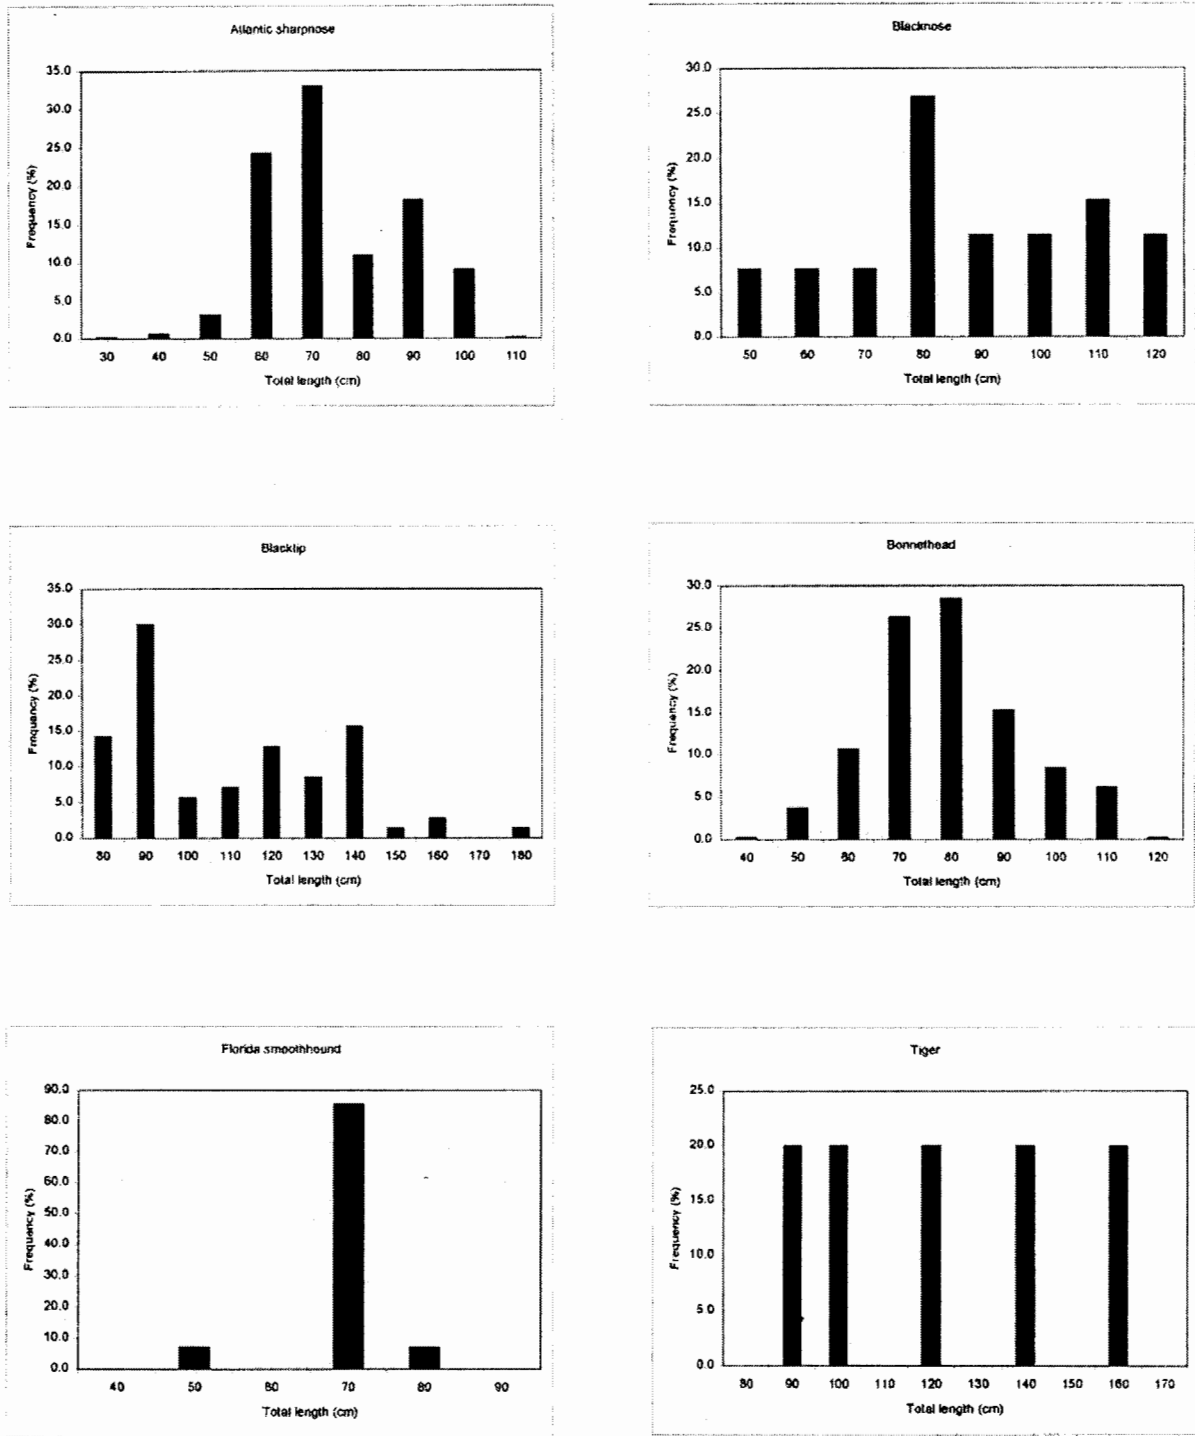 Atlantic sharpnose
35.0
30.0
25.0
20.0
15.0
10.0
5.0
0.0
Frequency (%)
30 40 50 60 70 80 90 100 110
Total length (cm)
Blacknose
30.0
25.0
20.0
15.0
10.0
5.0
0.0
Frequency (%)
50 60 70 80 90 100 110 120
Total length (cm)
Blacktip
35.0
30.0
25.0
20.0
15.0
10.0
5.0
0.0
Frequency (%)
80 90 100 110 120 130 140 150 160 170 180
Total length (cm)
Bonnethead
30.0
25.0
20.0
15.0
10.0
5.0
0.0
Frequency (%)
40 50 60 70 80 90 100 110 120
Total length (cm)
Florida smoothhound
90.0
80.0
70.0
60.0
50.0
40.0
30.0
20.0
10.0
0.0
Frequency (%)
40 50 60 70 80 90
Total length (cm)
Tiger
25.0
20.0
15.0
10.0
5.0
0.0
Frequency (%)
80 90 100 110 120 130 140 150 160 170
Total length (cm)